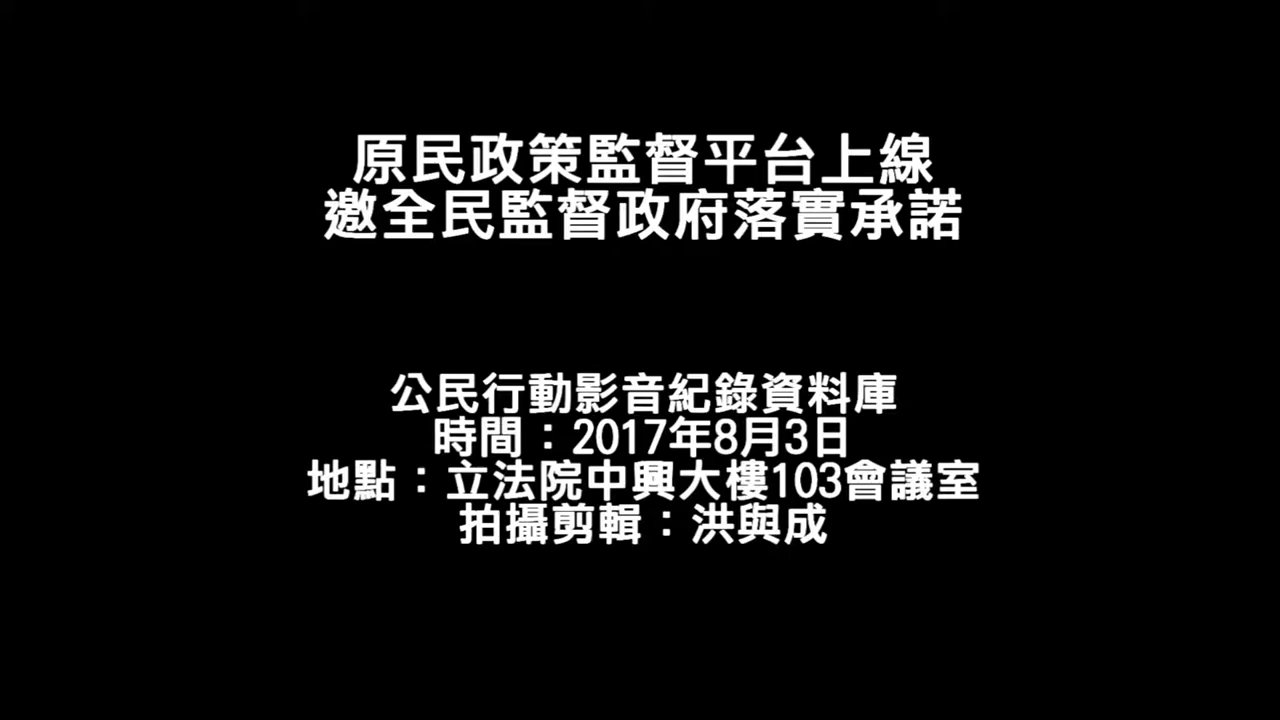 原民政策監督平台上線
邀全民監督政府落實承諾
公民行動影音紀錄資料庫
時間：2017年8月3日
地點：立法院中興大樓103會議室
拍攝剪輯：洪與成